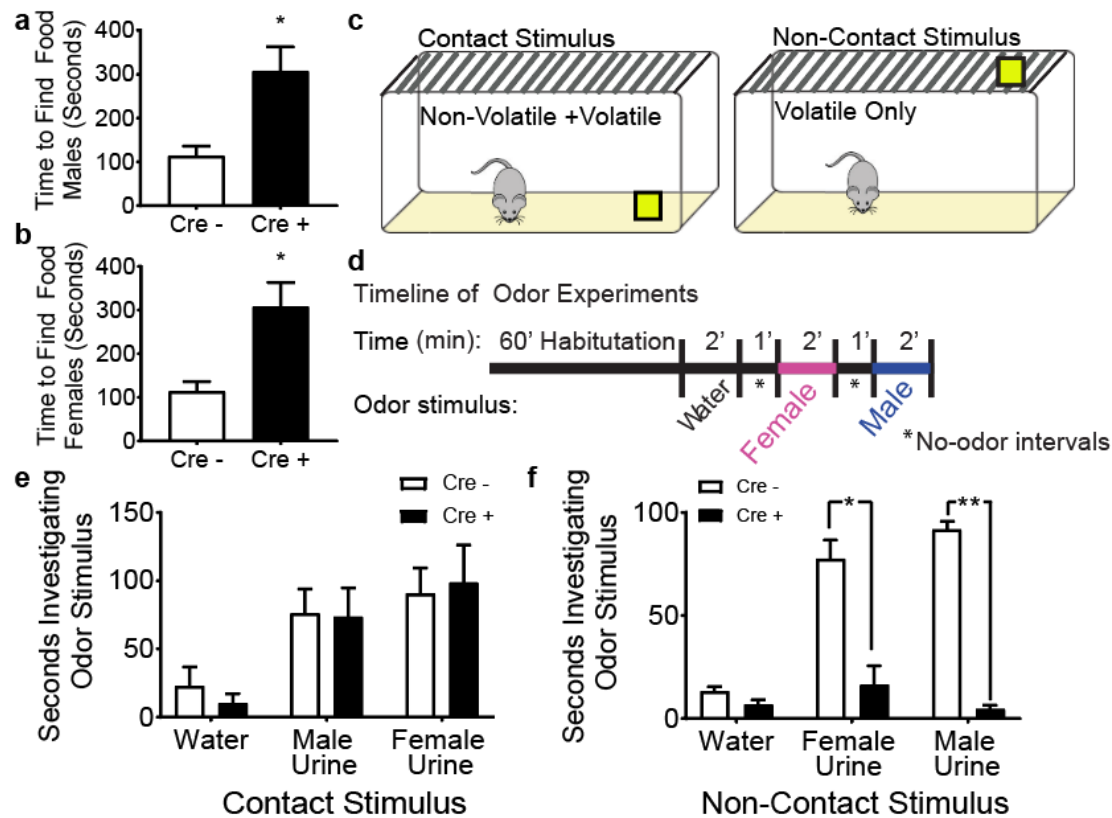 a
Time to Find Food
Males (Seconds)
400
300
200
100
0
*
Cre -
Cre +
b
Time to Find Food
Females (Seconds)
400
300
200
100
0
*
Cre -
Cre +
c
Contact Stimulus
Non-Volatile +Volatile
Non-Contact Stimulus
Volatile Only
d
Timeline of Odor Experiments
Time (min): 60' Habitutation 2' 1' 2' 1' 2'
Odor stimulus:
Water
*
Female
*
Male
*No-odor intervals
e
Cre -
Cre +
Seconds Investigating
Odor Stimulus
150
100
50
0
Water
Male
Urine
Female
Urine
Contact Stimulus
f
Cre -
Cre +
Seconds Investigating
Odor Stimulus
100
50
0
*
**
Water
Female
Urine
Male
Urine
Non-Contact Stimulus